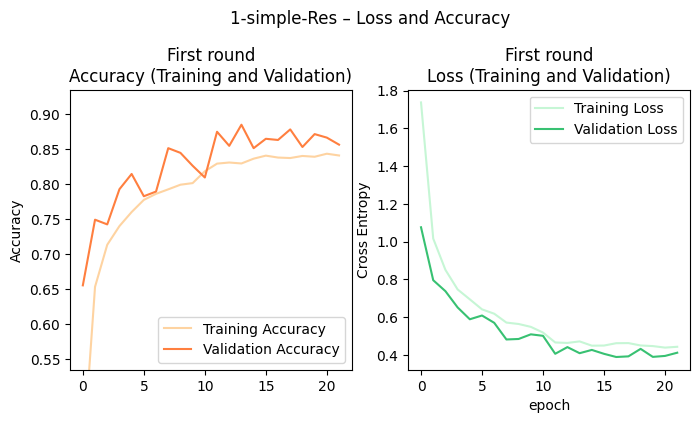 1-simple-Res – Loss and Accuracy
First round
Accuracy (Training and Validation)
Accuracy
0.90
0.85
0.80
0.75
0.70
0.65
0.60
0.55
0
5
10
15
20
Training Accuracy
Validation Accuracy
First round
Loss (Training and Validation)
Cross Entropy
1.8
1.6
1.4
1.2
1.0
0.8
0.6
0.4
0
5
10
15
20
epoch
Training Loss
Validation Loss